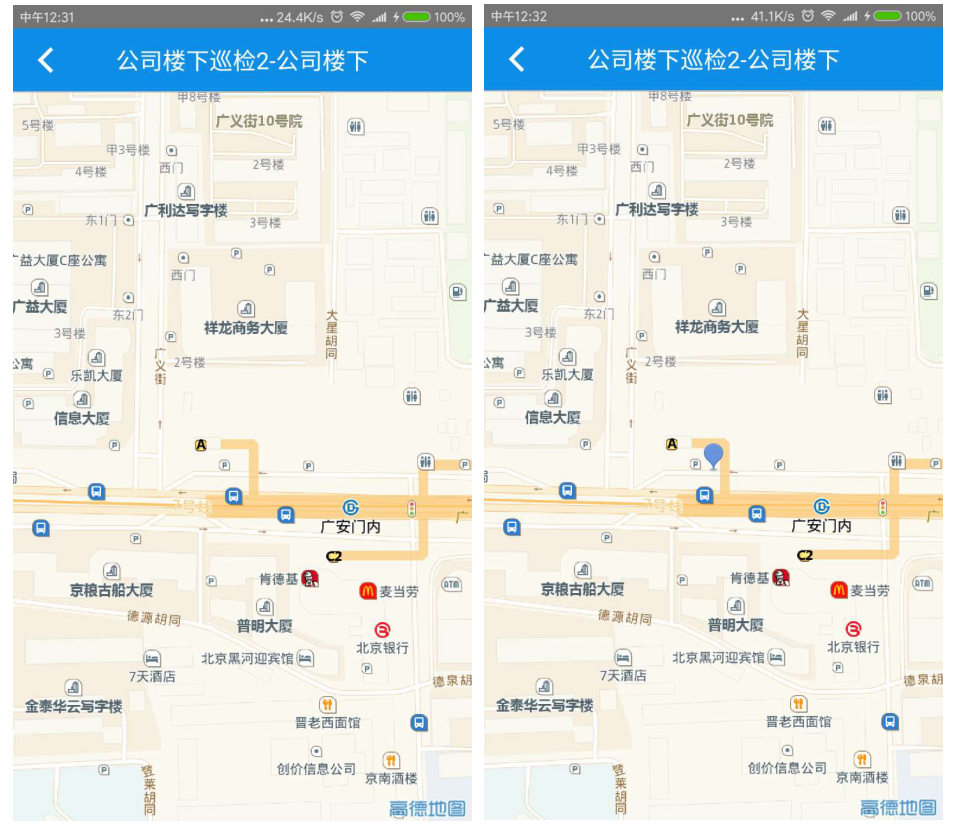 中午12:31
... 24.4K/s
100%
公司楼下巡检2-公司楼下
甲8号楼
5号楼
广义街10号院
甲3号楼
西门
2号楼
4号楼
P
广利达写字楼
东1门
3号楼
P
广益大厦C座公寓
西门
P
广益大厦
东2门
祥龙商务大厦
大星胡同
3号楼
P
广义街
2号楼
公寓
P
乐凯大厦
P
信息大厦
P
A
P
P
P
7号线
广安门内
P
C2
京粮古船大厦
P
肯德基
麦当劳
ATM
德源胡同
普明大厦
北京银行
北京黑河迎宾馆
P
7天酒店
德泉胡
金泰华云写字楼
晋老西面馆
创价信息公司
P
登莱胡同
京南酒楼
高德地图
中午12:32
... 41.1K/s
100%
公司楼下巡检2-公司楼下
甲8号楼
5号楼
广义街10号院
甲3号楼
西门
2号楼
4号楼
P
广利达写字楼
东1门
3号楼
P
广益大厦C座公寓
西门
P
广益大厦
东2门
祥龙商务大厦
大星胡同
3号楼
P
广义街
2号楼
公寓
P
乐凯大厦
P
信息大厦
P
A
P
P
P
7号线
广安门内
P
C2
京粮古船大厦
P
肯德基
麦当劳
ATM
德源胡同
普明大厦
北京银行
北京黑河迎宾馆
P
7天酒店
德泉胡
金泰华云写字楼
晋老西面馆
创价信息公司
P
登莱胡同
京南酒楼
高德地图